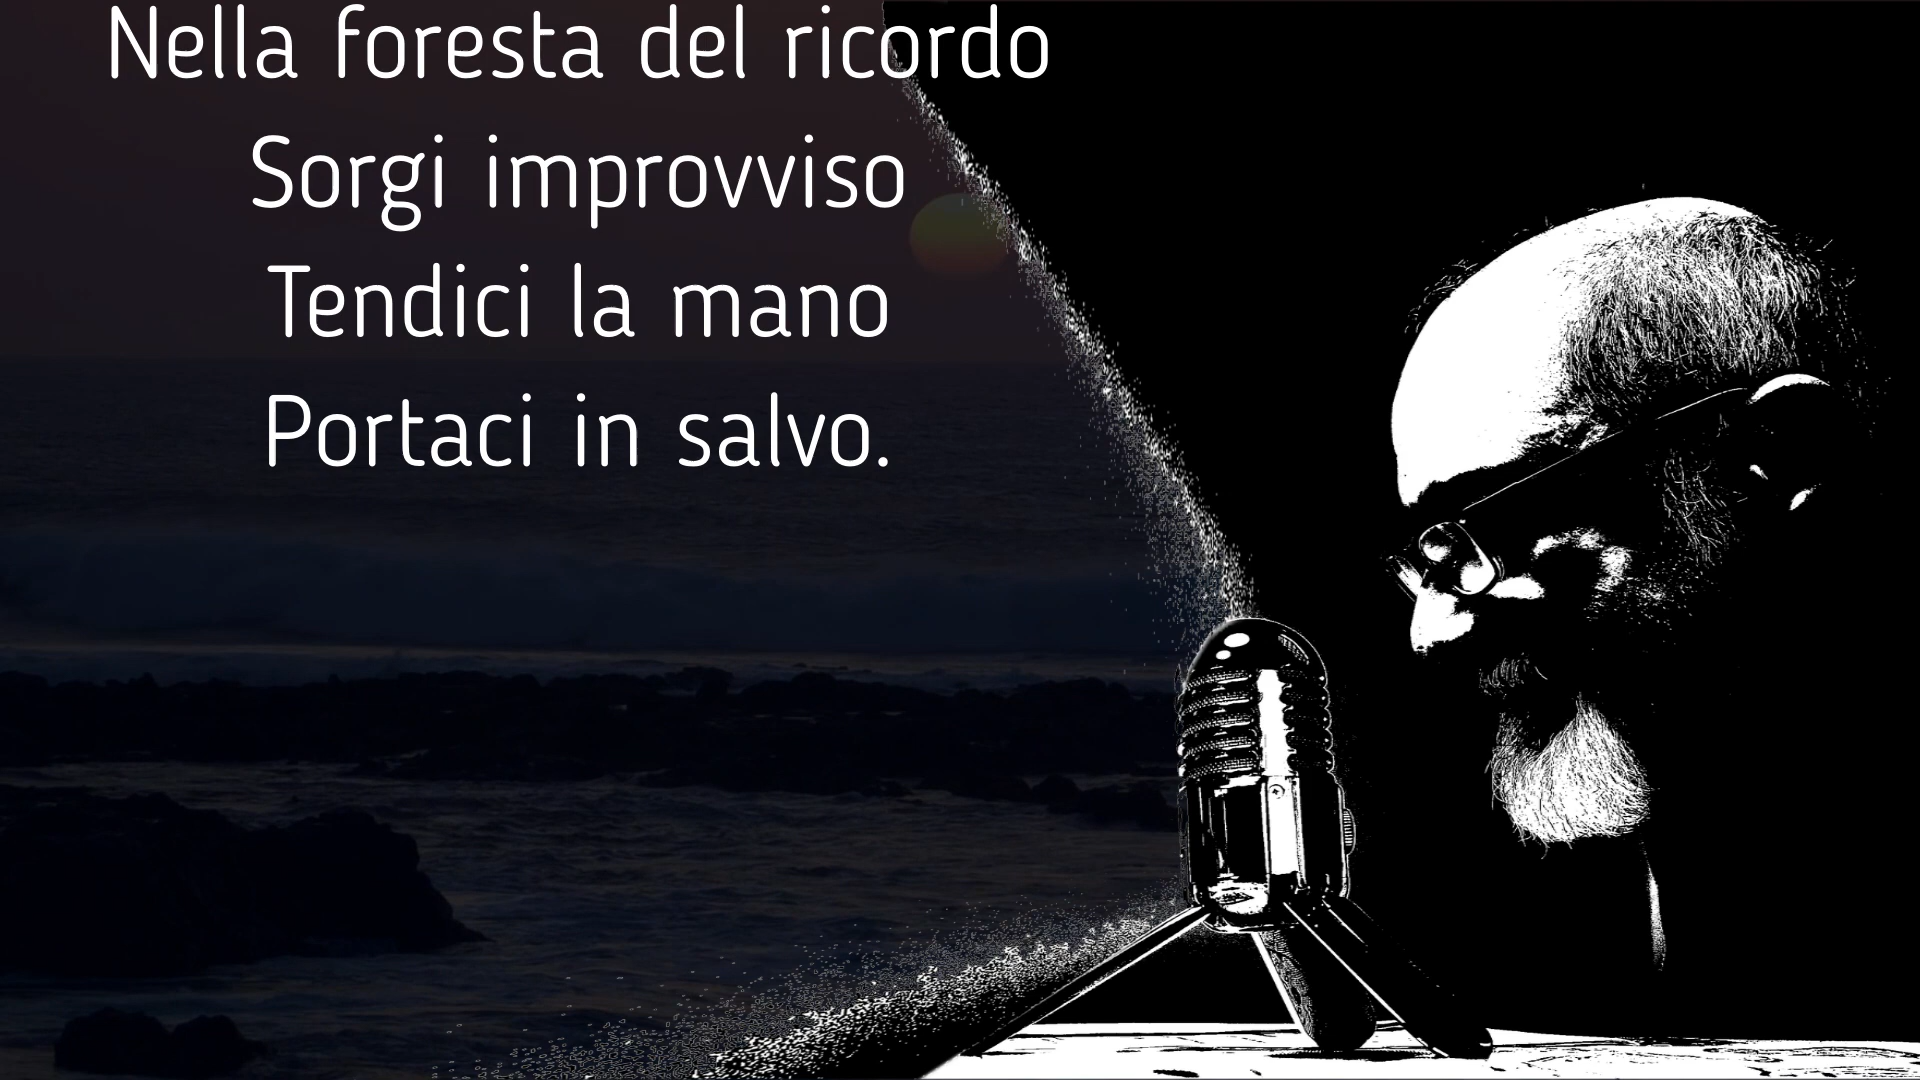 Nella foresta del ricordo
Sorgi improvviso
Tendici la mano
Portaci in salvo.